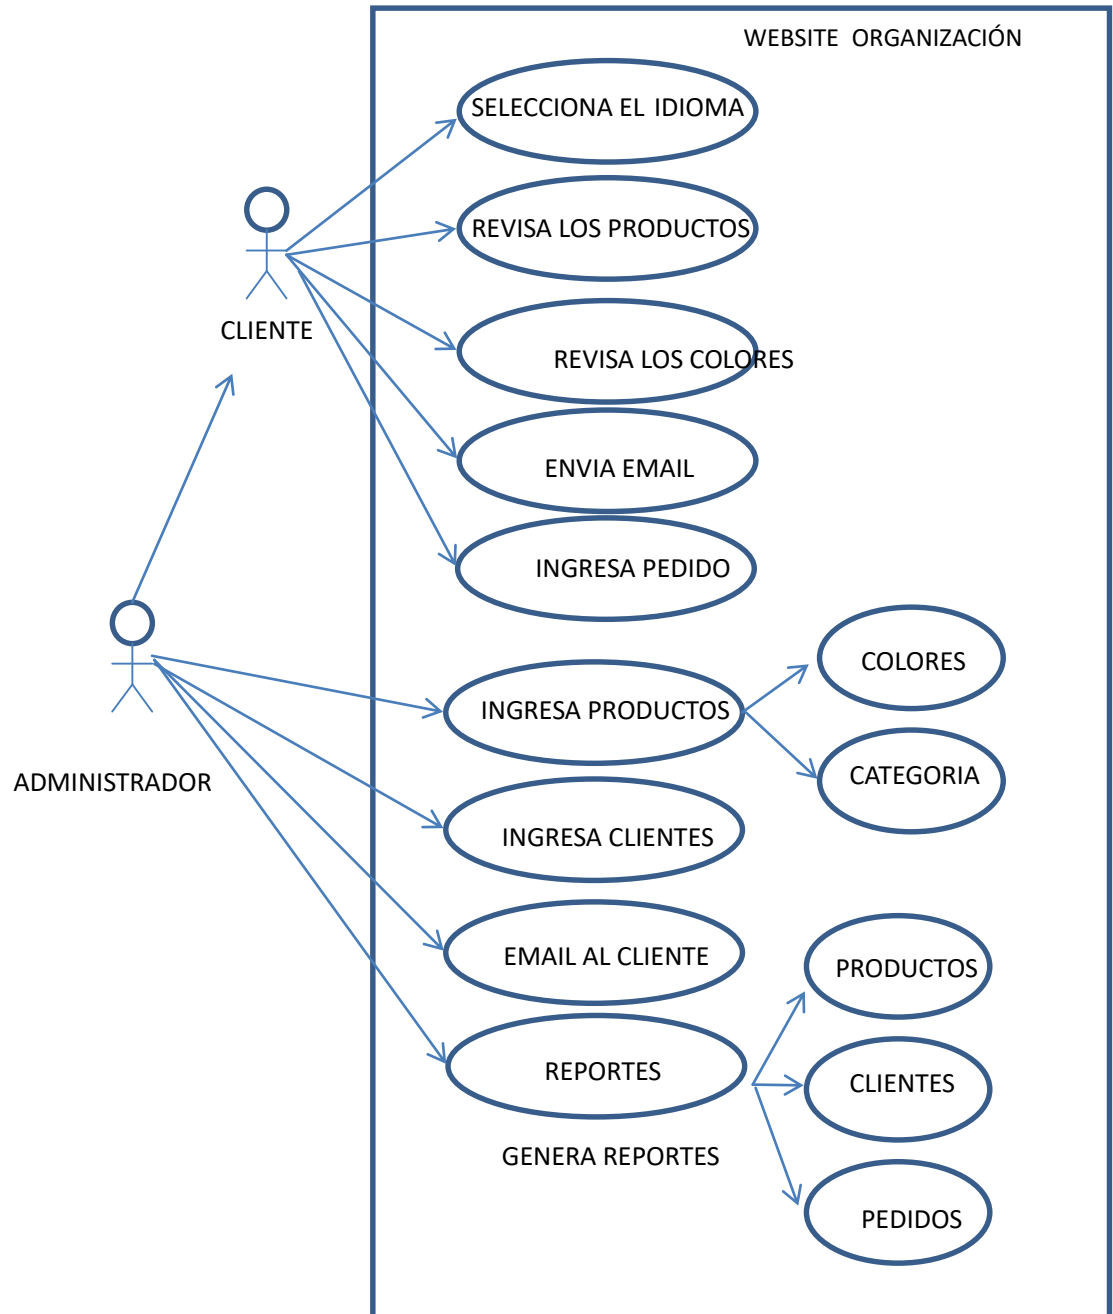 WEBSITE ORGANIZACIÓN
SELECCIONA EL IDIOMA
REVISA LOS PRODUCTOS
CLIENTE
REVISA LOS COLORES
ENVIA EMAIL
INGRESA PEDIDO
COLORES
INGRESA PRODUCTOS
CATEGORIA
ADMINISTRADOR
INGRESA CLIENTES
EMAIL AL CLIENTE
PRODUCTOS
REPORTES
CLIENTES
GENERA REPORTES
PEDIDOS